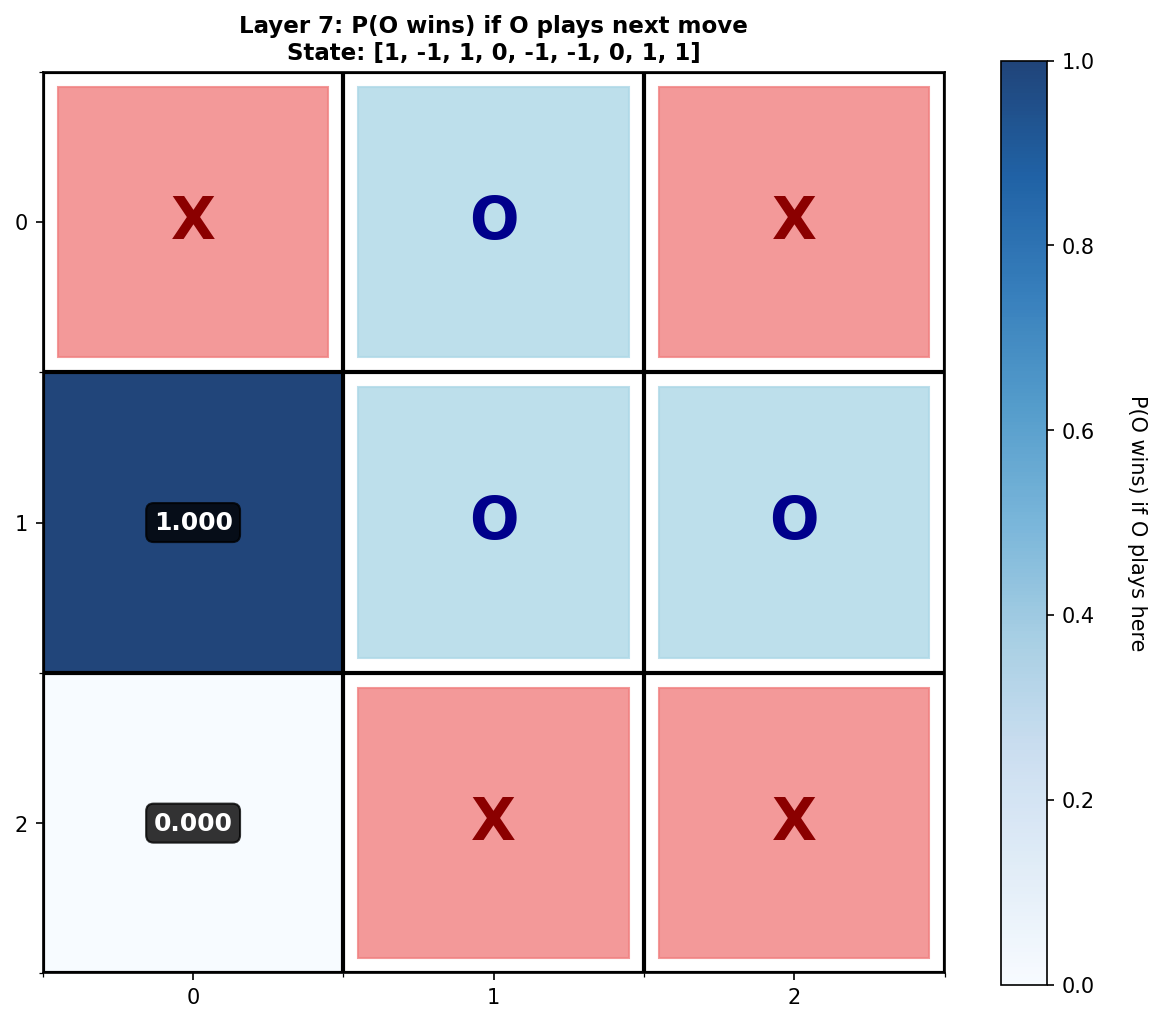 Layer 7: P(O wins) if O plays next move
State: [1, -1, 1, 0, -1, -1, 0, 1, 1]
X O X
1.000 O O
0.000 X X
0
1
2
0 1 2
1.0
0.8
0.6
0.4
0.2
0.0
P(O wins) if O plays here